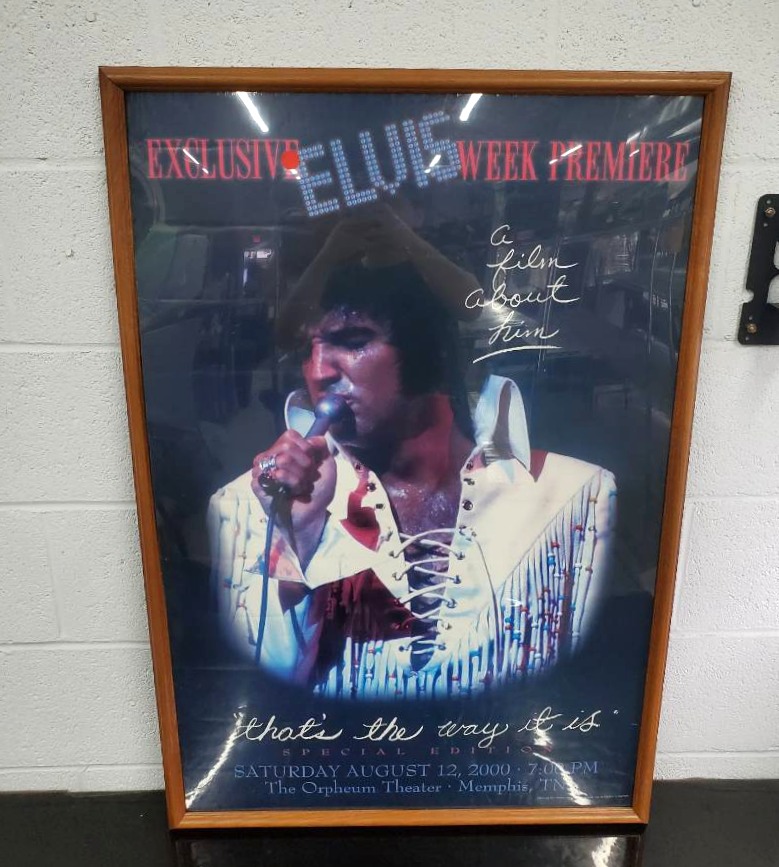 EXCLUSIVE ELVIS WEEK PREMIERE
a
film
about
him
"that's the way it is"
SPECIAL EDITION
SATURDAY AUGUST 12, 2000 · 7:00 PM
The Orpheum Theater · Memphis, TN